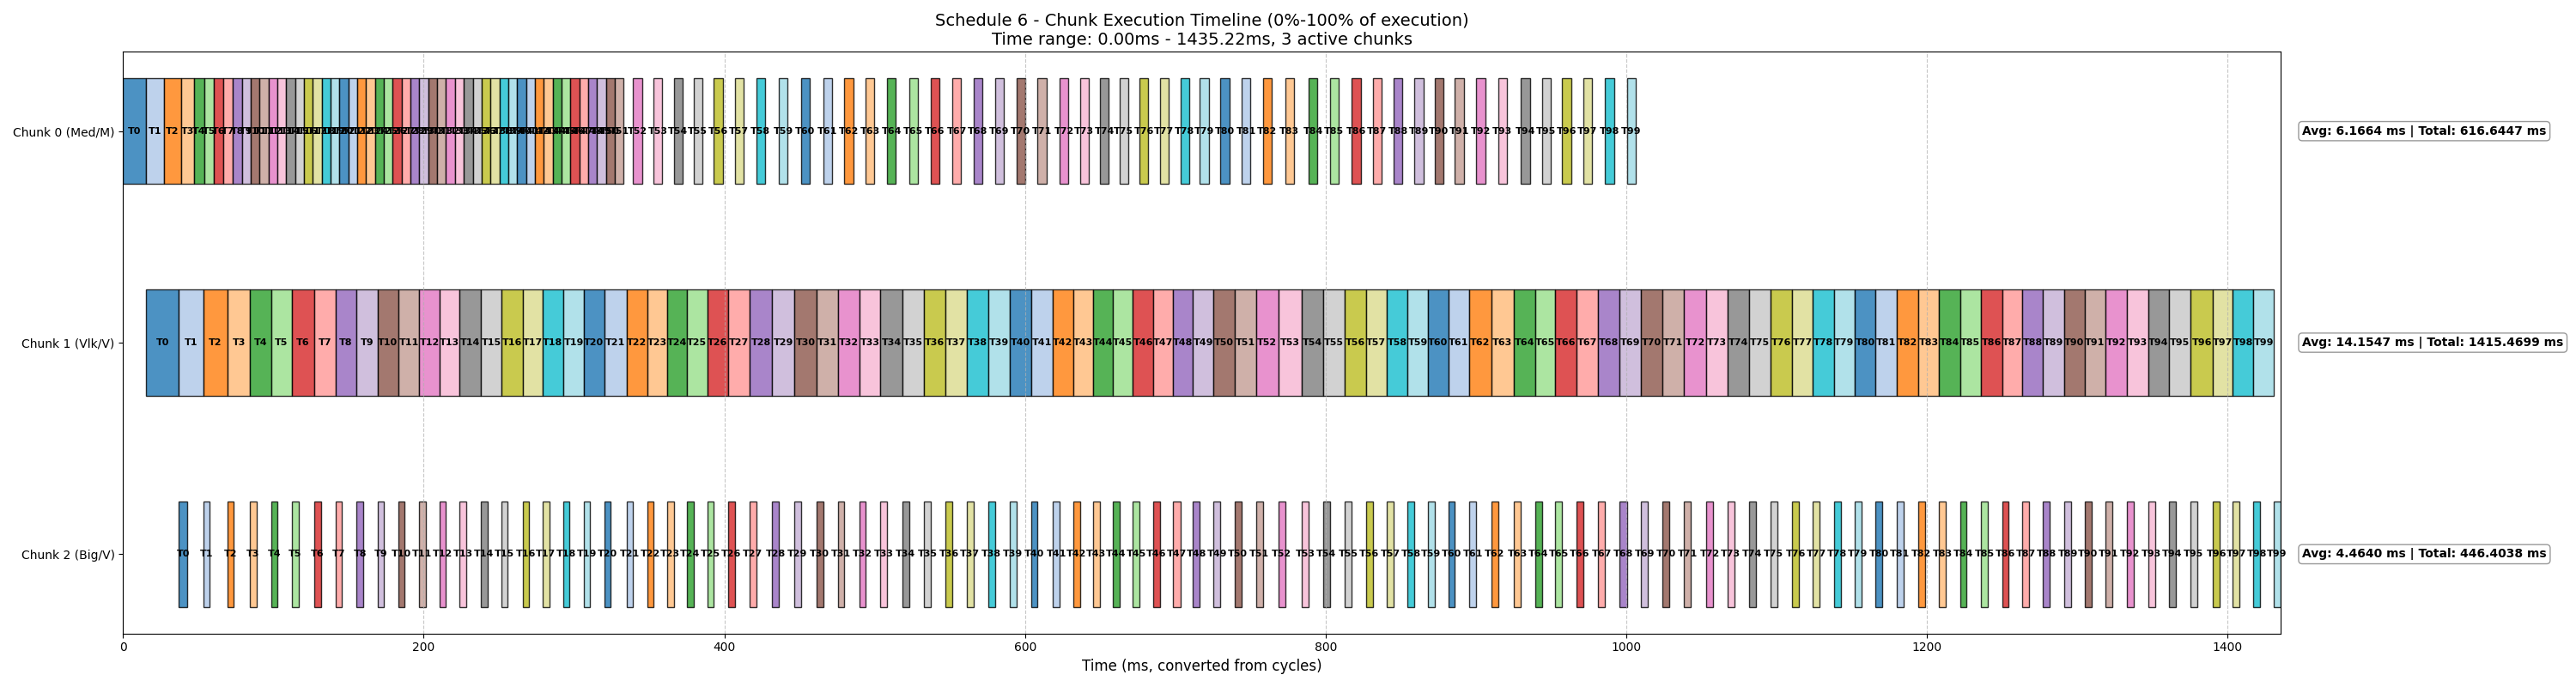 Schedule 6 - Chunk Execution Timeline (0%-100% of execution)
Time range: 0.00ms - 1435.22ms, 3 active chunks
Chunk 0 (Med/M)
T0 T1 T2 T3 T4 T5 T6 T7 T8
T52 T53 T54 T55 T56 T57 T58 T59 T60 T61 T62 T63 T64 T65 T66 T67 T68 T69 T70 T71 T72 T73 T74 T75 T76 T77 T78 T79 T80 T81 T82 T83 T84 T85 T86 T87 T88 T89 T90 T91 T92 T93 T94 T95 T96 T97 T98 T99
Avg: 6.1664 ms | Total: 616.6447 ms
Chunk 1 (Vlk/V)
T0 T1 T2 T3 T4 T5 T6 T7 T8 T9 T10 T11 T12 T13 T14 T15 T16 T17 T18 T19 T20 T21 T22 T23 T24 T25 T26 T27 T28 T29 T30 T31 T32 T33 T34 T35 T36 T37 T38 T39 T40 T41 T42 T43 T44 T45 T46 T47 T48 T49 T50 T51 T52 T53 T54 T55 T56 T57 T58 T59 T60 T61 T62 T63 T64 T65 T66 T67 T68 T69 T70 T71 T72 T73 T74 T75 T76 T77 T78 T79 T80 T81 T82 T83 T84 T85 T86 T87 T88 T89 T90 T91 T92 T93 T94 T95 T96 T97 T98 T99
Avg: 14.1547 ms | Total: 1415.4699 ms
Chunk 2 (Big/V)
T0 T1 T2 T3 T4 T5 T6 T7 T8 T9 T10 T11 T12 T13 T14 T15 T16 T17 T18 T19 T20 T21 T22 T23 T24 T25 T26 T27 T28 T29 T30 T31 T32 T33 T34 T35 T36 T37 T38 T39 T40 T41 T42 T43 T44 T45 T46 T47 T48 T49 T50 T51 T52 T53 T54 T55 T56 T57 T58 T59 T60 T61 T62 T63 T64 T65 T66 T67 T68 T69 T70 T71 T72 T73 T74 T75 T76 T77 T78 T79 T80 T81 T82 T83 T84 T85 T86 T87 T88 T89 T90 T91 T92 T93 T94 T95 T96 T97 T98 T99
Avg: 4.4640 ms | Total: 446.4038 ms
0 200 400 600 800 1000 1200 1400
Time (ms, converted from cycles)